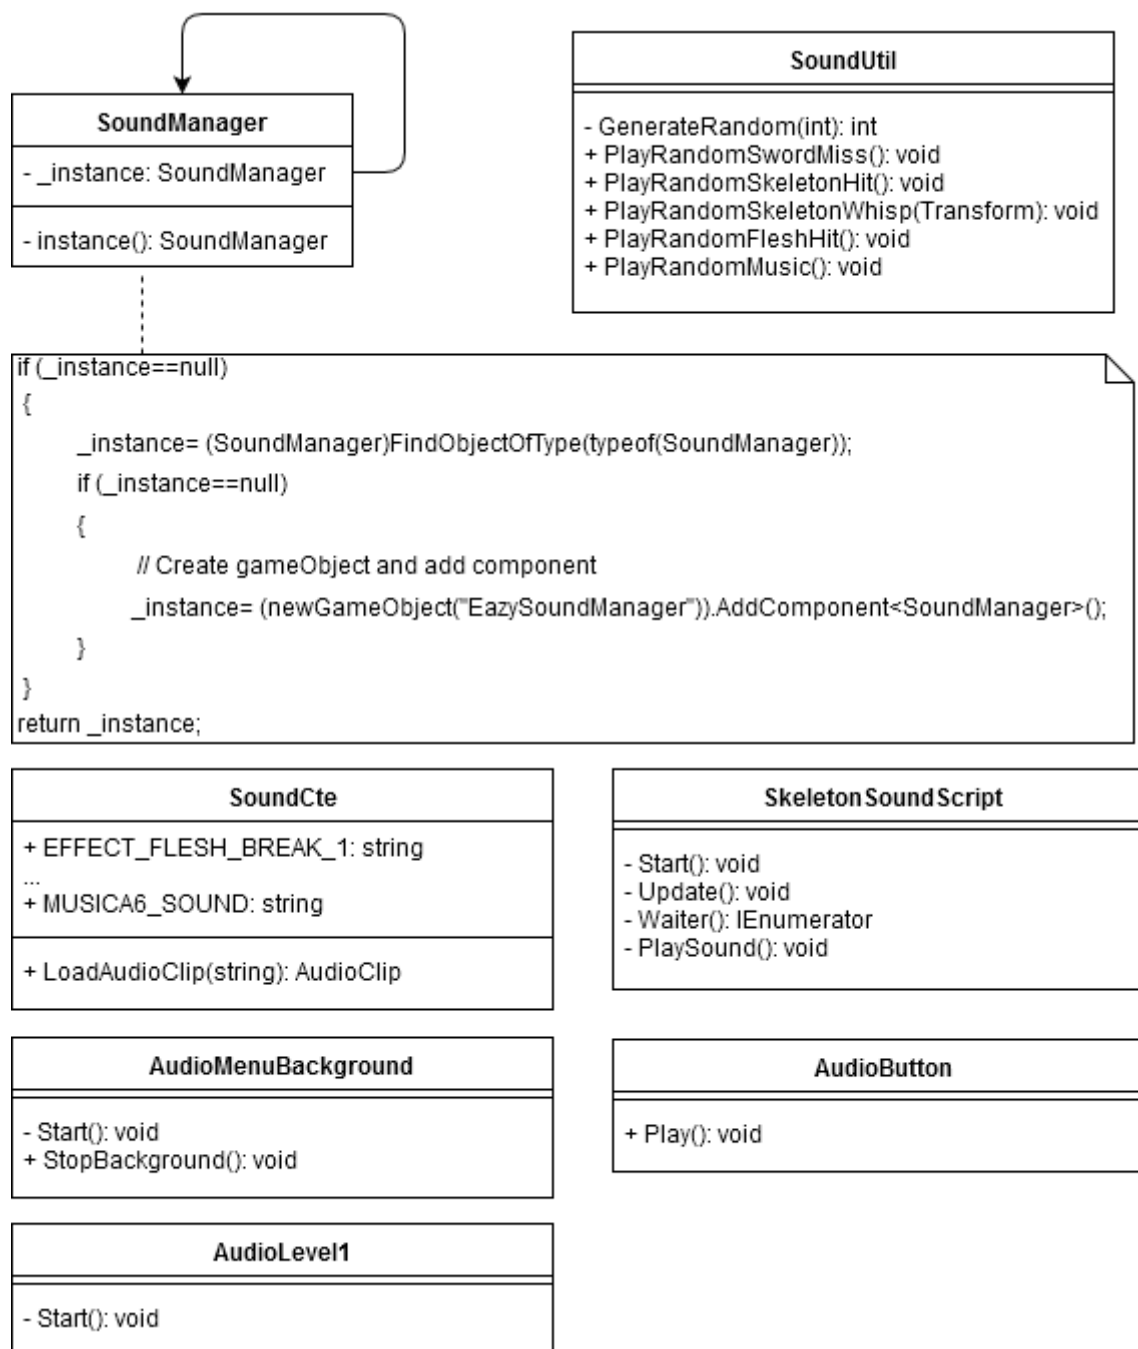 SoundManager
- _instance: SoundManager
- instance(): SoundManager
SoundUtil
- GenerateRandom(int): int
+ PlayRandomSwordMiss(): void
+ PlayRandomSkeletonHit(): void
+ PlayRandomSkeletonWhisp(Transform): void
+ PlayRandomFleshHit(): void
+ PlayRandomMusic(): void
if (_instance==null)
{
_instance= (SoundManager)FindObjectOfType(typeof(SoundManager));
if (_instance==null)
{
// Create gameObject and add component
_instance= (newGameObject("EazySoundManager")).AddComponent<SoundManager>();
}
}
return _instance;
SoundCte
+ EFFECT_FLESH_BREAK_1: string
...
+ MUSICA6_SOUND: string
+ LoadAudioClip(string): AudioClip
SkeletonSoundScript
- Start(): void
- Update(): void
- Waiter(): IEnumerator
- PlaySound(): void
AudioMenuBackground
- Start(): void
+ StopBackground(): void
AudioButton
+ Play(): void
AudioLevel1
- Start(): void